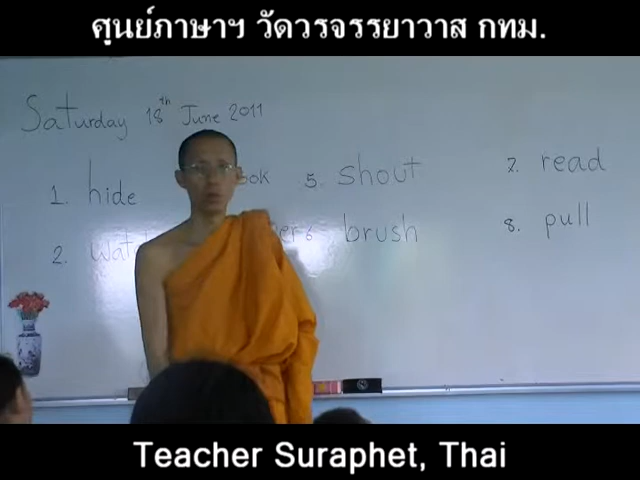 ศูนย์ภาษาฯ วัดวรจรรยาวาส กทม.
Saturday 18th June 2011
1. hide 5. shout 7. read
2. 6. brush 8. pull
Teacher Suraphet, Thai